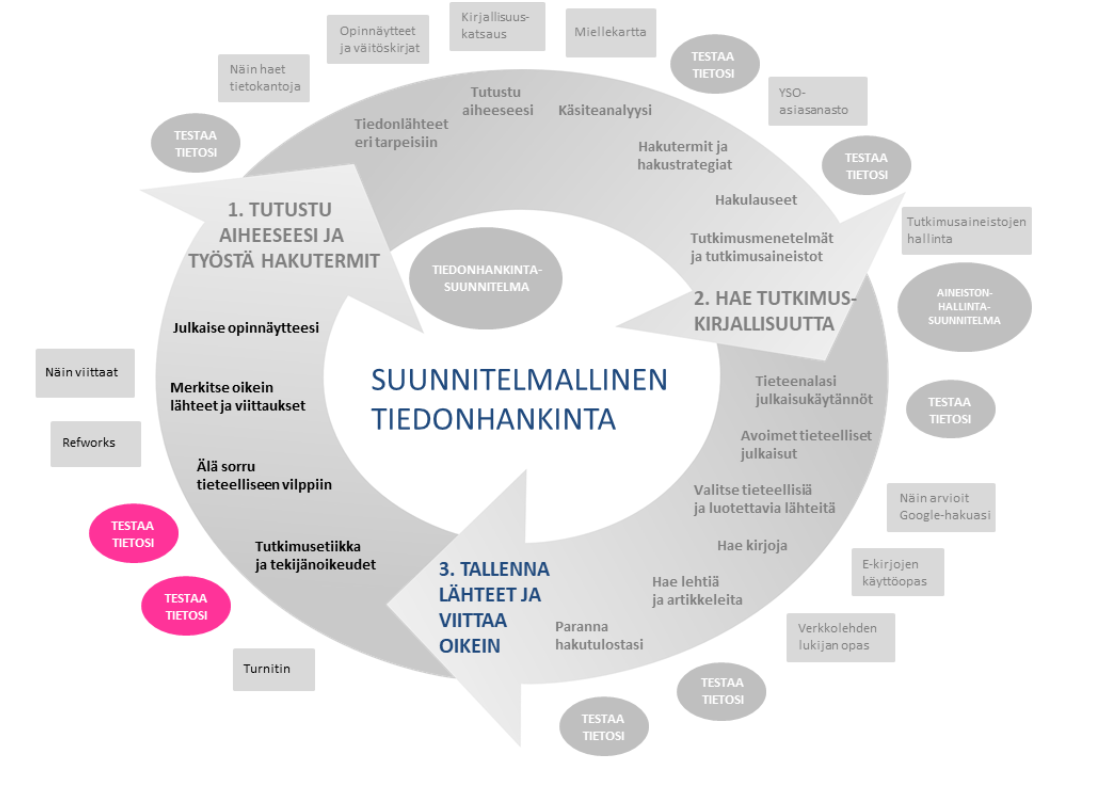 Kirjallisuus-
katsaus
Opinnäytteet
ja väitöskirjat
Miellekartta
Näin haet
tietokantoja
TESTAA
TIETOSI
YSO-
asiasanasto
TESTAA
TIETOSI
TESTAA
TIETOSI
Tutustu
aiheeseesi
Käsiteanalyysi
Tiedonlähteet
eri tarpeisiin
Hakutermit ja
hakustrategiat
Hakulauseet
Tutkimusmenetelmät
ja tutkimusaineistot
1. TUTUSTU
AIHEESEESI JA
TYÖSTÄ HAKUTERMIT
TIEDONHANKINTA-
SUUNNITELMA
Tutkimusaineistojen
hallinta
AINEISTON-
HALLINTA-
SUUNNITELMA
2. HAE TUTKIMUS-
KIRJALLISUUTTA
Julkaise opinnäytteesi
Näin viittaat
Merkitse oikein
lähteet ja viittaukset
SUUNNITELMALLINEN
TIEDONHANKINTA
Tieteenalasi
julkaisukäytännöt
TESTAA
TIETOSI
Refworks
Avoimet tieteelliset
julkaisut
Älä sorru
tieteelliseen vilppiin
Valitse tieteellisiä
ja luotettavia lähteitä
Näin arvioit
Google-hakuasi
TESTAA
TIETOSI
Tutkimusetiikka
ja tekijänoikeudet
Hae kirjoja
E-kirjojen
käyttöopas
3. TALLENNA
LÄHTEET JA
VIITTAA
OIKEIN
Hae lehtiä
ja artikkeleita
TESTAA
TIETOSI
Paranna
hakutulostasi
Verkkolehden
lukijan opas
Turnitin
TESTAA
TIETOSI
TESTAA
TIETOSI